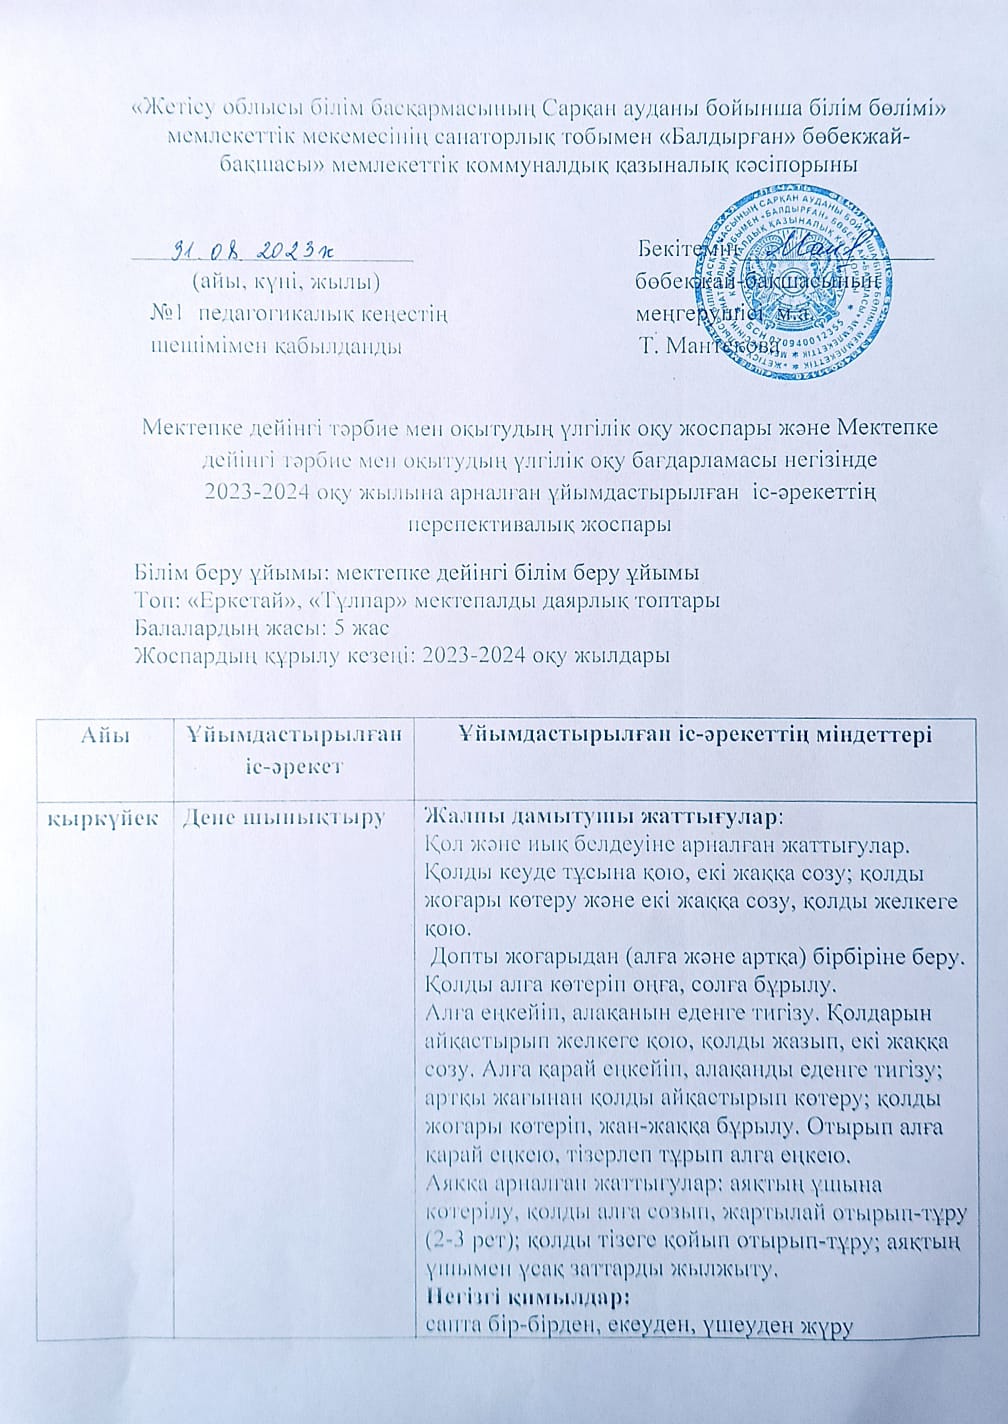 «Жетісу облысы білім басқармасының Сарқан ауданы бойынша білім бөлімі»
мемлекеттік мекемесінің санаторлық тобымен «Балдырған» бөбекжай-
бақшасы» мемлекеттік коммуналдық қазыналық кәсіпорыны
31.08.2023ж
Бекітемін
(айы, күні, жылы)
бөбекжай-бақшасының
№1 педагогикалық кеңестің
меңгерушісі м.а.
шешімімен қабылданды
Т. Мантекова
БСН 070940012355
Мектепке дейінгі тәрбие мен оқытудың үлгілік оқу жоспары және Мектепке
дейінгі тәрбие мен оқытудың үлгілік оқу бағдарламасы негізінде
2023-2024 оқу жылына арналған ұйымдастырылған іс-әрекеттің
перспективалық жоспары
Білім беру ұйымы: мектепке дейінгі білім беру ұйымы
Топ: «Еркетай», «Тұлпар» мектепалды даярлық топтары
Балалардың жасы: 5 жас
Жоспардың құрылу кезеңі: 2023-2024 оқу жылдары
Айы
Ұйымдастырылған
іс-әрекет
Ұйымдастырылған іс-әрекеттің міндеттері
қыркүйек
Дене шынықтыру
Жалпы дамытушы жаттығулар:
Қол және иық белдеуіне арналған жаттығулар.
Қолды кеуде тұсына қою, екі жаққа созу; қолды
жоғары көтеру және екі жаққа созу, қолды желкеге
қою.
Допты жоғарыдан (алға және артқа) бірбіріне беру.
Қолды алға көтеріп оңға, солға бұрылу.
Алға еңкейіп, алақанын еденге тигізу. Қолдарын
айқастырып желкеге қою, қолды жазып, екі жаққа
созу. Алға қарай еңкейіп, алақанды еденге тигізу;
артқы жағынан қолды айқастырып көтеру; қолды
жоғары көтеріп, жан-жаққа бұрылу. Отырып алға
қарай еңкею, тізерлеп тұрып алға еңкею.
Аяққа арналған жаттығулар: аяқтың ұшына
көтерілу, қолды алға созып, жартылай отырып-тұру
(2-3 рет); қолды тізеге қойып отырып-тұру; аяқтың
ұшымен ұсақ заттарды жылжыту.
Негізгі қимылдар:
сапта бір-бірден, екеуден, үшеуден жүру